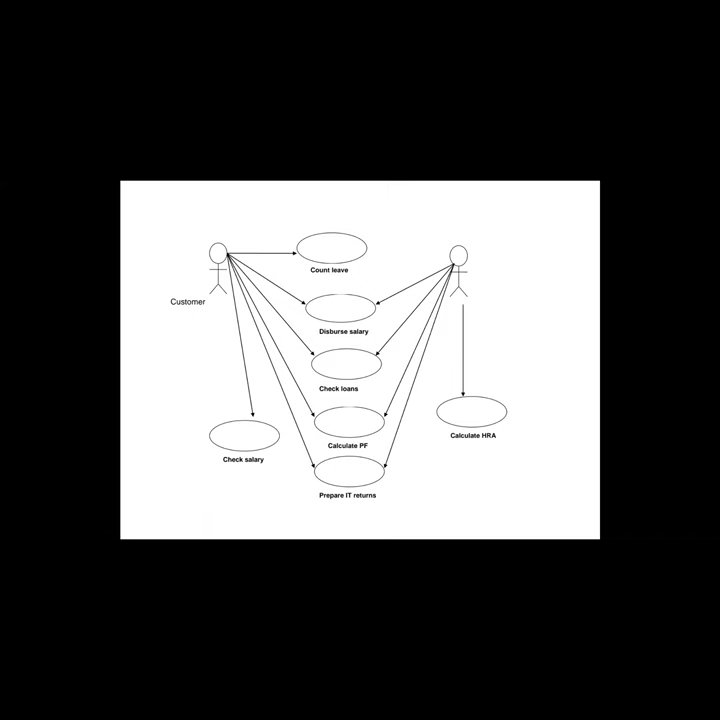 Count leave
Customer
Disburse salary
Check loans
Calculate HRA
Calculate PF
Check salary
Prepare IT returns